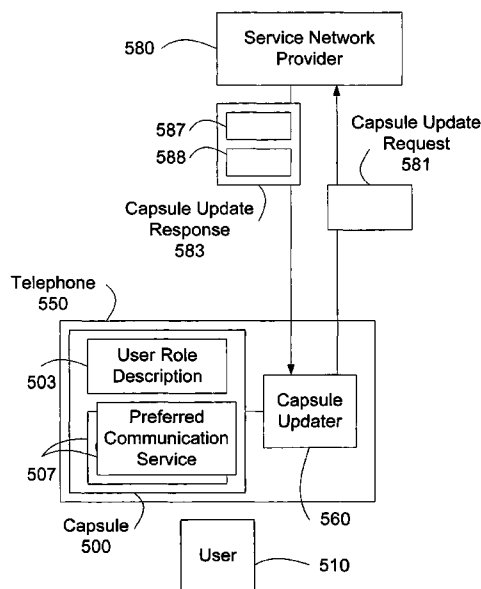 580
Service Network
Provider
587
588
Capsule Update
Request
581
Capsule Update
Response
583
Telephone
550
User Role
Description
503
Preferred
Communication
Service
507
Capsule
Updater
Capsule
500
560
User
510